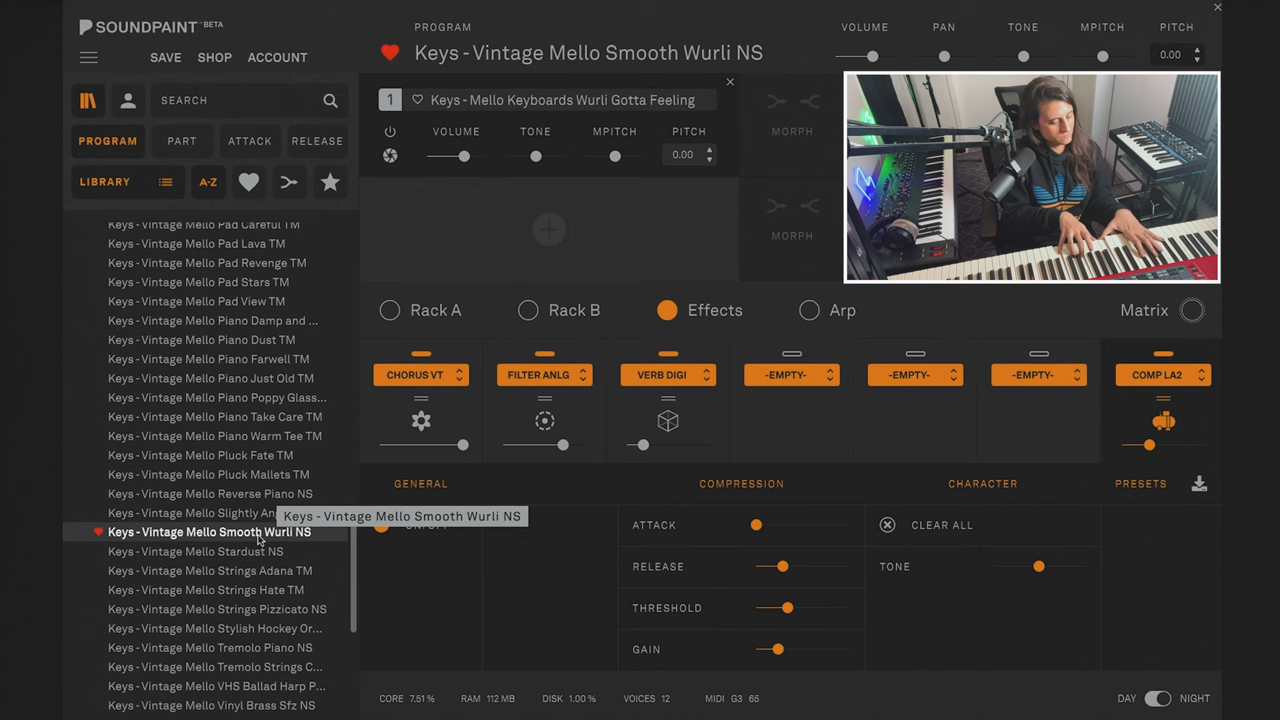 SOUNDPAINT BETA
SAVE SHOP ACCOUNT
SEARCH
PROGRAM PART ATTACK RELEASE
LIBRARY A-Z
Keys - Vintage Mello Pad Careful TM
Keys - Vintage Mello Pad Lava TM
Keys - Vintage Mello Pad Revenge TM
Keys - Vintage Mello Pad Stars TM
Keys - Vintage Mello Pad View TM
Keys - Vintage Mello Piano Damp and ...
Keys - Vintage Mello Piano Dust TM
Keys - Vintage Mello Piano Farwell TM
Keys - Vintage Mello Piano Just Old TM
Keys - Vintage Mello Piano Poppy Glass...
Keys - Vintage Mello Piano Take Care TM
Keys - Vintage Mello Piano Warm Tee TM
Keys - Vintage Mello Pluck Fate TM
Keys - Vintage Mello Pluck Mallets TM
Keys - Vintage Mello Reverse Piano NS
Keys - Vintage Mello Slightly
Keys - Vintage Mello Smooth Wurli NS
Keys - Vintage Mello Smooth Wurli NS
Keys - Vintage Mello Stardust NS
Keys - Vintage Mello Strings Adana TM
Keys - Vintage Mello Strings Hate TM
Keys - Vintage Mello Strings Pizzicato NS
Keys - Vintage Mello Stylish Hockey Or...
Keys - Vintage Mello Tremolo Piano NS
Keys - Vintage Mello Tremolo Strings C...
Keys - Vintage Mello VHS Ballad Harp P...
Keys - Vintage Mello Vinyl Brass Sfz NS
PROGRAM
Keys - Vintage Mello Smooth Wurli NS
VOLUME PAN TONE MPITCH PITCH
0.00
1 Keys - Mello Keyboards Wurli Gotta Feeling
VOLUME TONE MPITCH PITCH
0.00
MORPH
MORPH
Rack A Rack B Effects Arp Matrix
CHORUS VT FILTER ANLG VERB DIGI -EMPTY- -EMPTY- -EMPTY- COMP LA2
GENERAL COMPRESSION CHARACTER PRESETS
ATTACK CLEAR ALL
RELEASE TONE
THRESHOLD
GAIN
CORE 7.51 % RAM 112 MB DISK 1.00 % VOICES 12 MIDI G3 65
DAY NIGHT